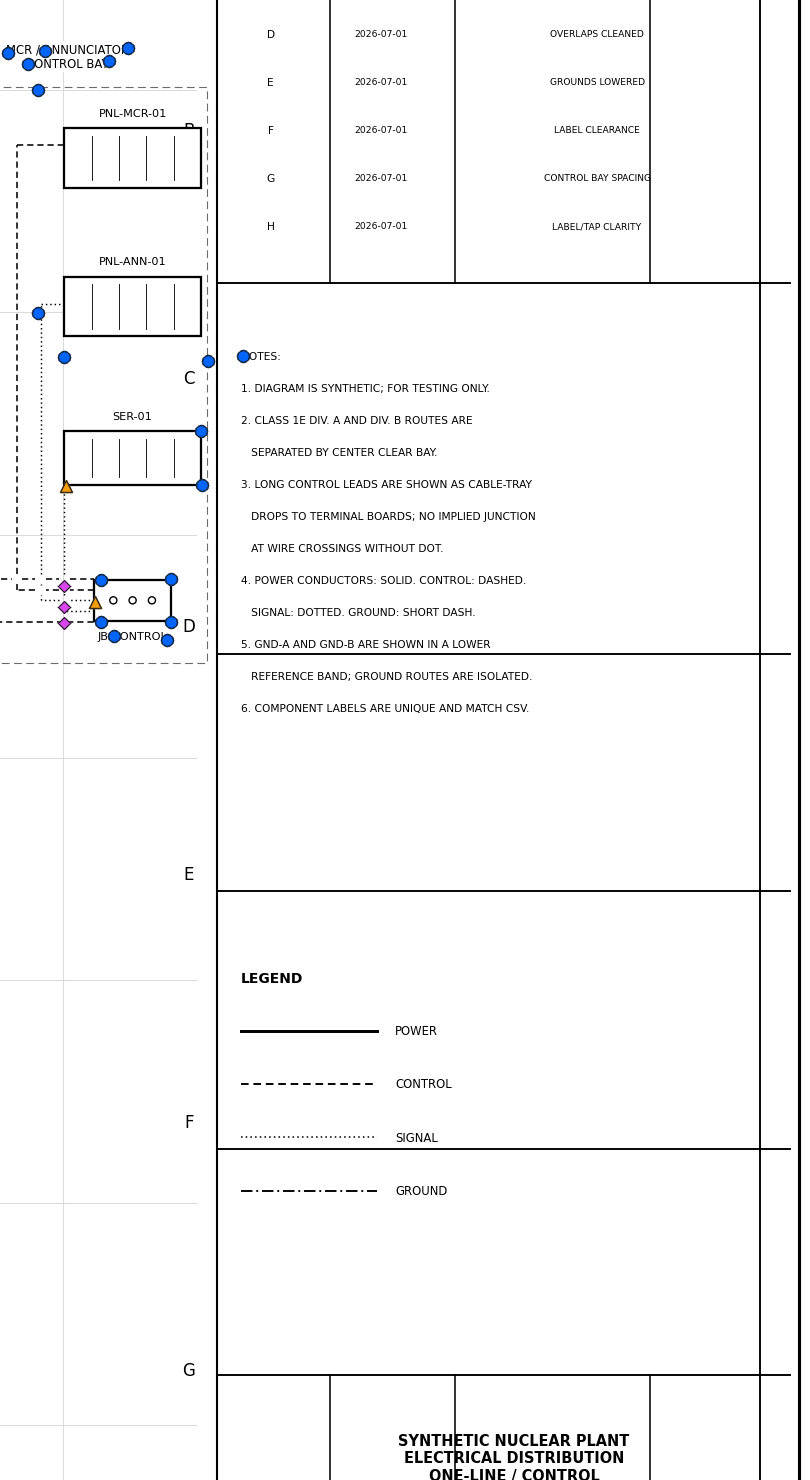 D 2026-07-01 OVERLAPS CLEANED
E 2026-07-01 GROUNDS LOWERED
F 2026-07-01 LABEL CLEARANCE
G 2026-07-01 CONTROL BAY SPACING
H 2026-07-01 LABEL/TAP CLARITY
MCR / ANNUNCIATOR
CONTROL BAY
PNL-MCR-01
PNL-ANN-01
C
SER-01
D
JB-CONTROL
E
F
G
NOTES:
1. DIAGRAM IS SYNTHETIC; FOR TESTING ONLY.
2. CLASS 1E DIV. A AND DIV. B ROUTES ARE
SEPARATED BY CENTER CLEAR BAY.
3. LONG CONTROL LEADS ARE SHOWN AS CABLE-TRAY
DROPS TO TERMINAL BOARDS; NO IMPLIED JUNCTION
AT WIRE CROSSINGS WITHOUT DOT.
4. POWER CONDUCTORS: SOLID. CONTROL: DASHED.
SIGNAL: DOTTED. GROUND: SHORT DASH.
5. GND-A AND GND-B ARE SHOWN IN A LOWER
REFERENCE BAND; GROUND ROUTES ARE ISOLATED.
6. COMPONENT LABELS ARE UNIQUE AND MATCH CSV.
LEGEND
POWER
CONTROL
SIGNAL
GROUND
SYNTHETIC NUCLEAR PLANT
ELECTRICAL DISTRIBUTION
ONE-LINE / CONTROL